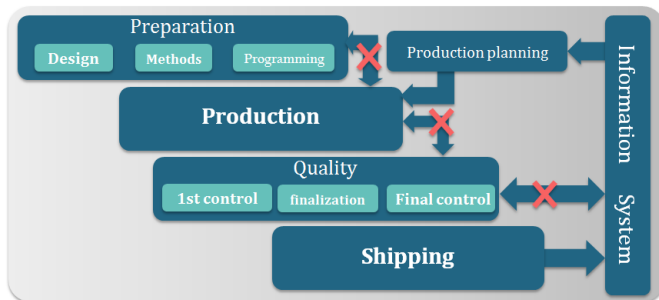 Preparation
Design
Methods
Programming
Production planning
Production
Quality
1st control
finalization
Final control
Shipping
Information System